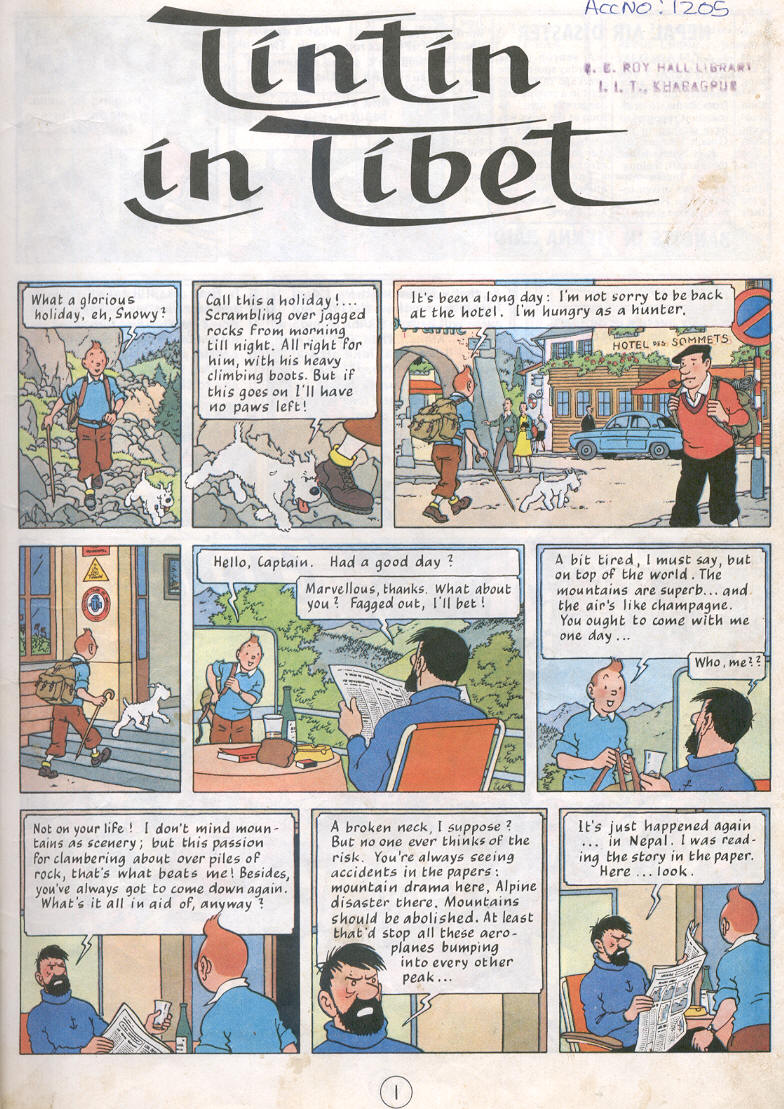 Acc No: 1205
B. C. ROY HALL LIBRARY
I. I. T., KHARAGPUR
Tintin
in Tibet
What a glorious
holiday, eh, Snowy?
Call this a holiday!...
Scrambling over jagged
rocks from morning
till night. All right for
him, with his heavy
climbing boots. But if
this goes on I'll have
no paws left!
It's been a long day: I'm not sorry to be back
at the hotel. I'm hungry as a hunter.
HOTEL DES SOMMETS
Hello, Captain. Had a good day?
Marvellous, thanks. What about
you? Fagged out, I'll bet!
A bit tired, I must say, but
on top of the world. The
mountains are superb... and
the air's like champagne.
You ought to come with me
one day...
Who, me??
Not on your life! I don't mind moun-
tains as scenery; but this passion
for clambering about over piles of
rock, that's what beats me! Besides,
you've always got to come down again.
What's it all in aid of, anyway?
A broken neck, I suppose?
But no one ever thinks of the
risk. You're always seeing
accidents in the papers:
mountain drama here, Alpine
disaster there. Mountains
should be abolished. At least
that'd stop all these aero-
planes bumping
into every other
peak...
It's just happened again
... in Nepal. I was read-
ing the story in the paper.
Here ... look.
1